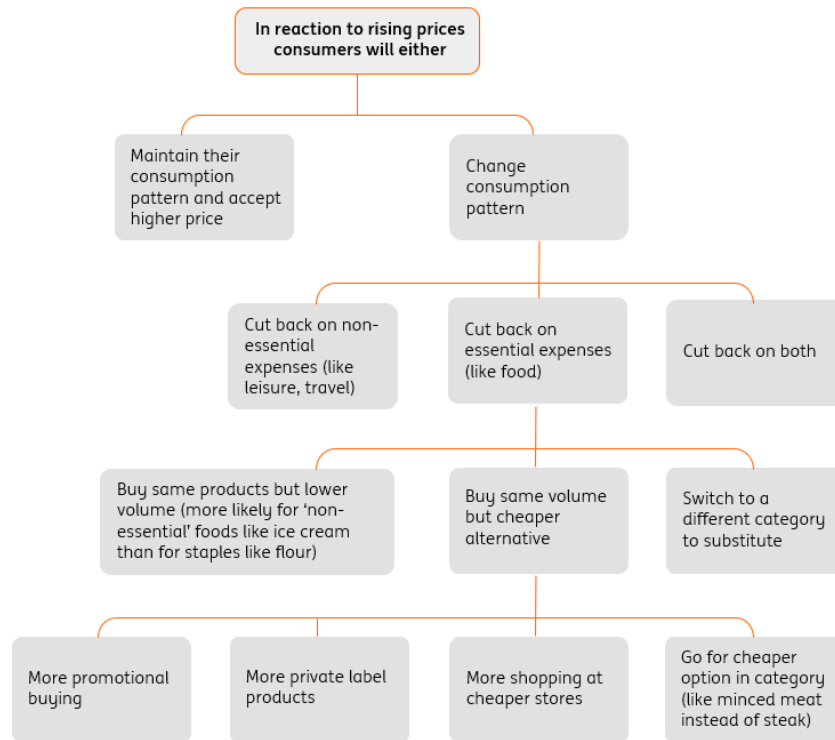 In reaction to rising prices
consumers will either
Maintain their
consumption
pattern and accept
higher price
Change
consumption
pattern
Cut back on non-
essential
expenses (like
leisure, travel)
Cut back on
essential expenses
(like food)
Cut back on both
Buy same products but lower
volume (more likely for ‘non-
essential’ foods like ice cream
than for staples like flour)
Buy same volume
but cheaper
alternative
Switch to a
different category
to substitute
More promotional
buying
More private label
products
More shopping at
cheaper stores
Go for cheaper
option in category
(like minced meat
instead of steak)